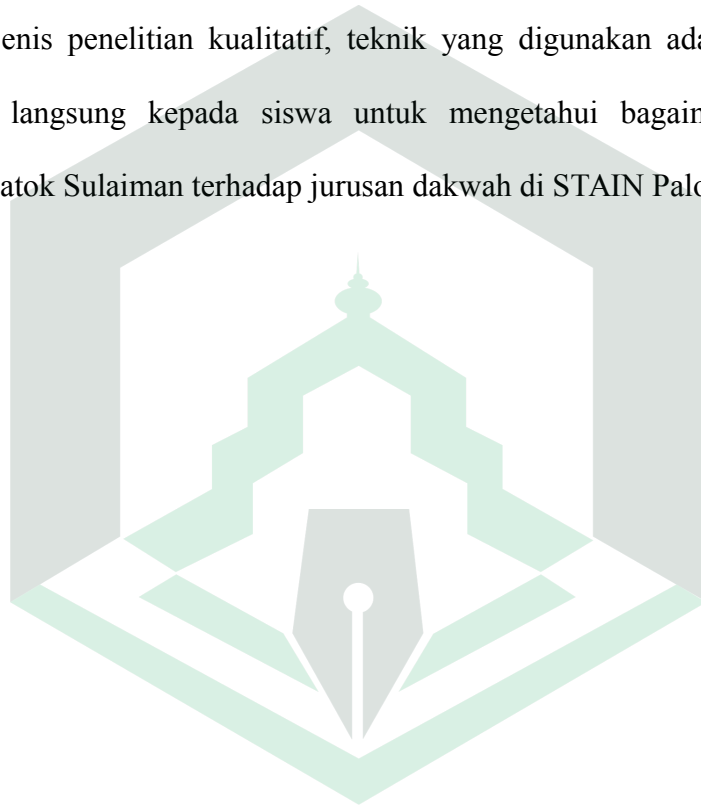 enis penelitian kualitatif, teknik yang digunakan ada
langsung kepada siswa untuk mengetahui bagaim
atok Sulaiman terhadap jurusan dakwah di STAIN Palo